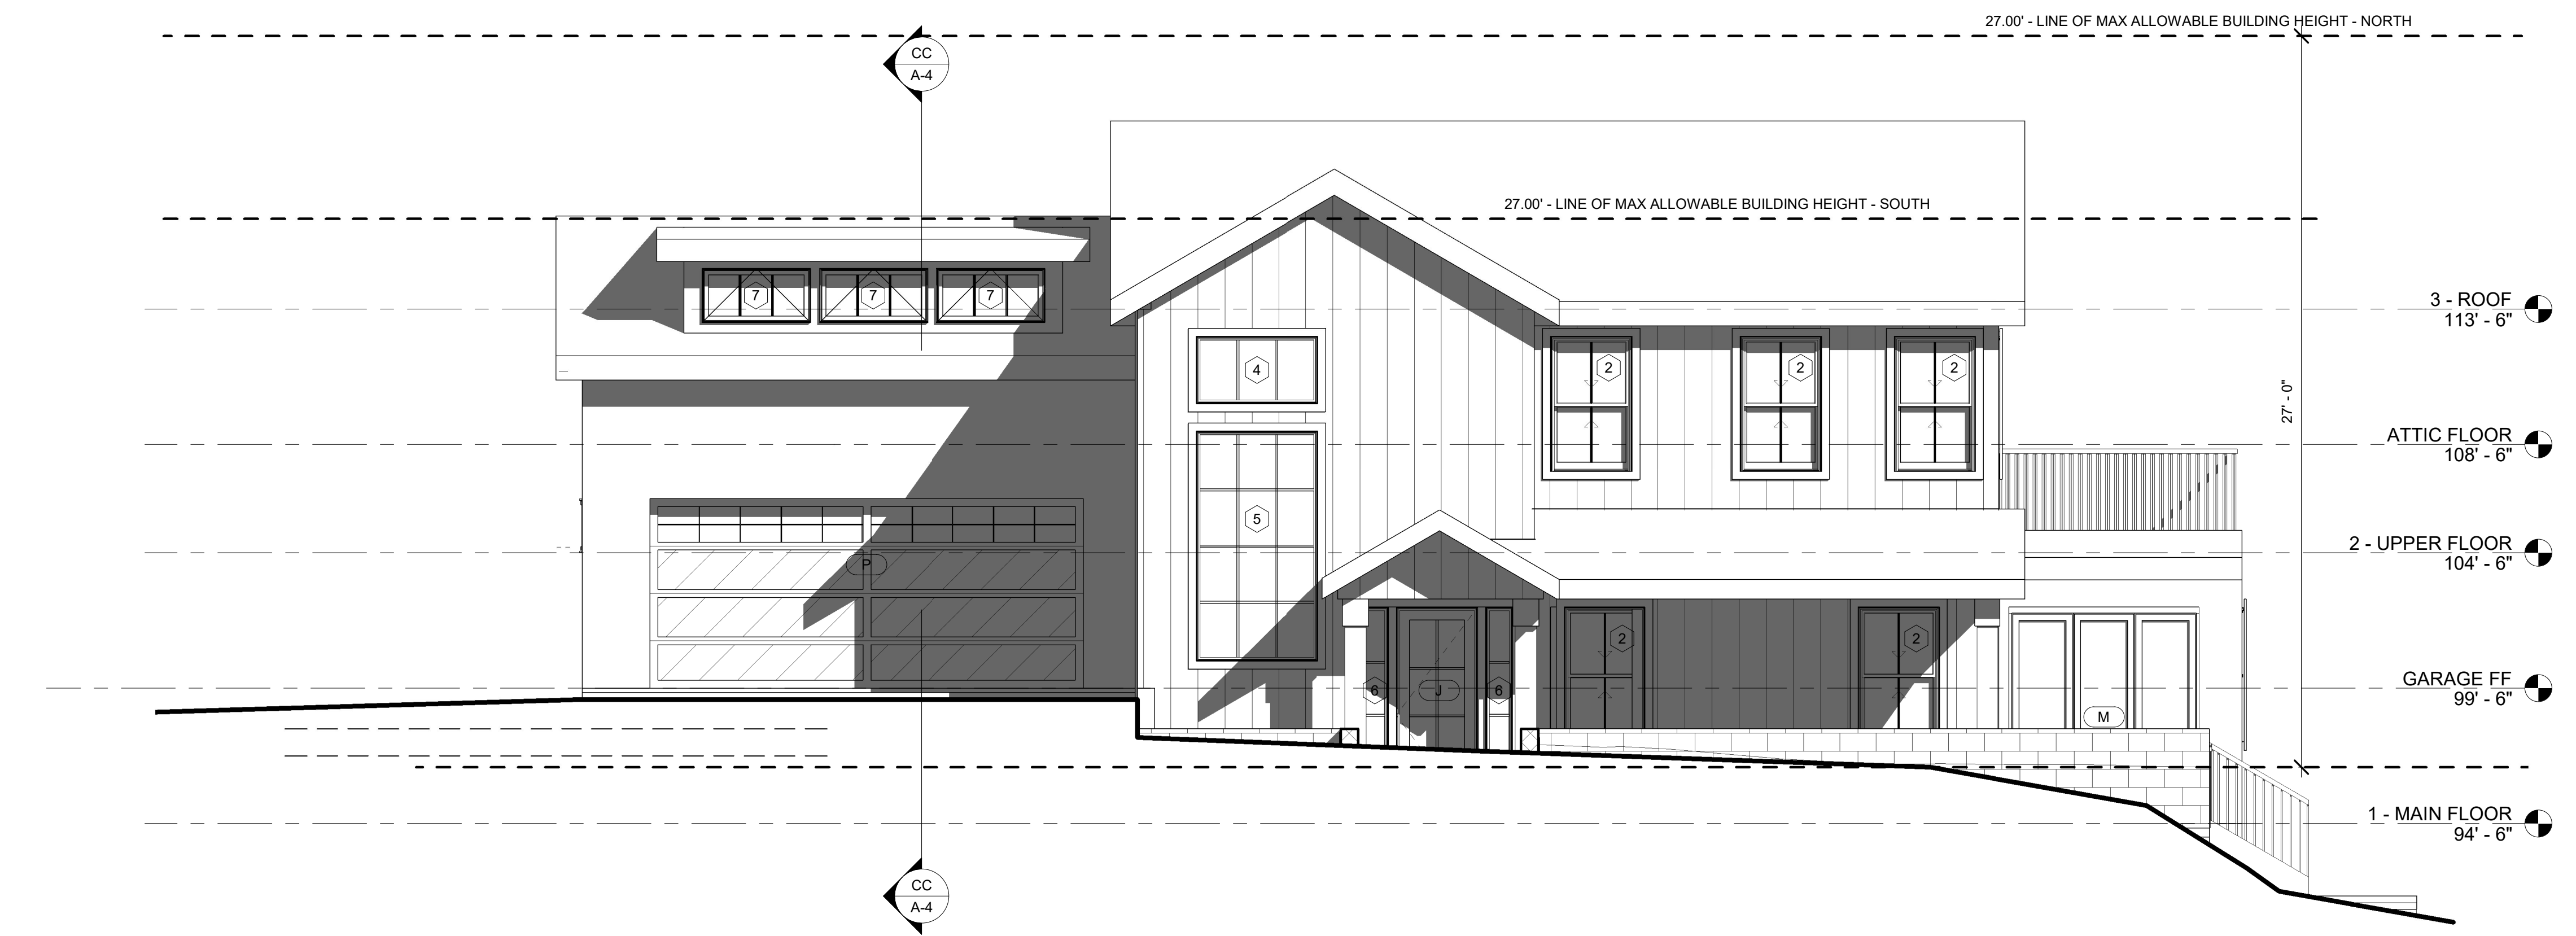 27.00' - LINE OF MAX ALLOWABLE BUILDING HEIGHT - NORTH
CC
A-4
27.00' - LINE OF MAX ALLOWABLE BUILDING HEIGHT - SOUTH
7 7 7
3 - ROOF
113' - 6"
4
2 2 2
27' - 0"
ATTIC FLOOR
108' - 6"
5
2 - UPPER FLOOR
104' - 6"
P
2 2
GARAGE FF
99' - 6"
6 J 6
M
1 - MAIN FLOOR
94' - 6"
CC
A-4